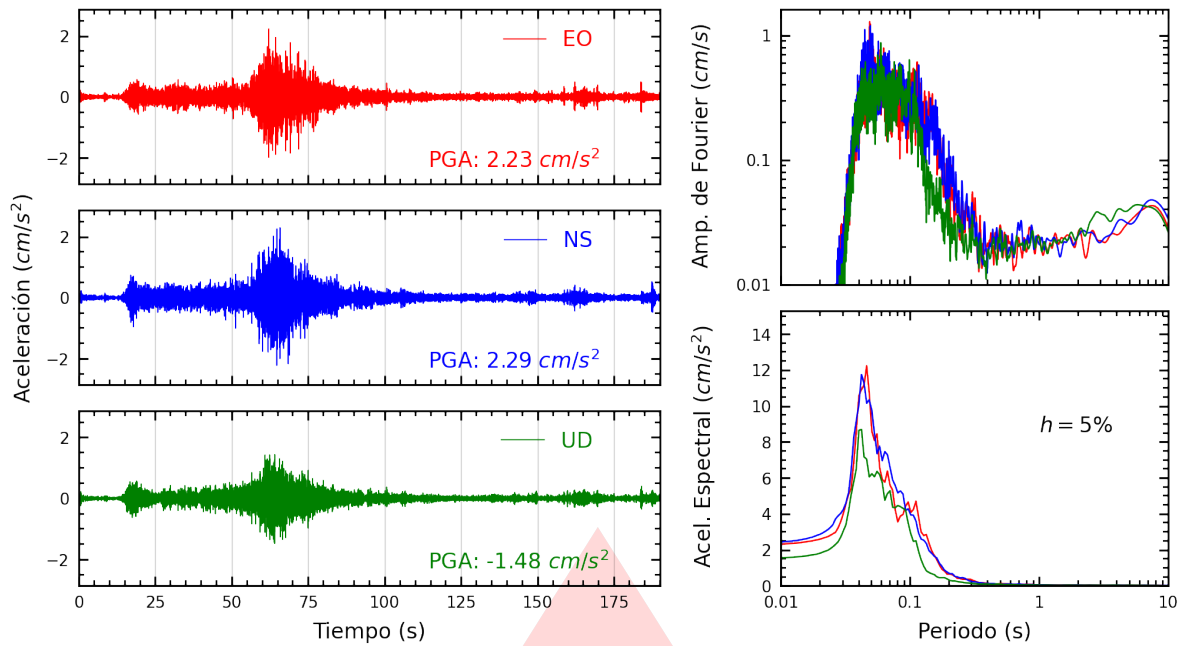 Aceleración (cm/s²)
2
0
−2
EO
PGA: 2.23 cm/s²
2
0
−2
NS
PGA: 2.29 cm/s²
2
0
−2
UD
PGA: -1.48 cm/s²
0 25 50 75 100 125 150 175
Tiempo (s)
Amp. de Fourier (cm/s)
1
0.1
0.01
Acel. Espectral (cm/s²)
14
12
10
8
6
4
2
0
h = 5%
0.01 0.1 1 10
Periodo (s)